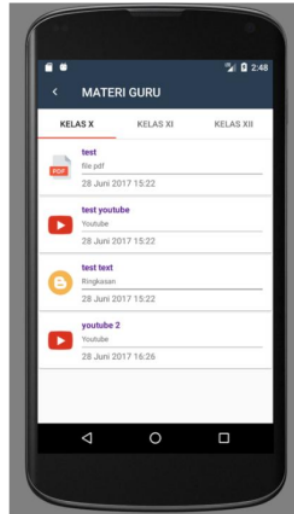 2:48
MATERI GURU
KELAS X KELAS XI KELAS XII
test
PDF
file pdf
28 Juni 2017 15:22
test youtube
Youtube
28 Juni 2017 15:22
test text
Ringkasan
28 Juni 2017 15:22
youtube 2
Youtube
28 Juni 2017 16:26